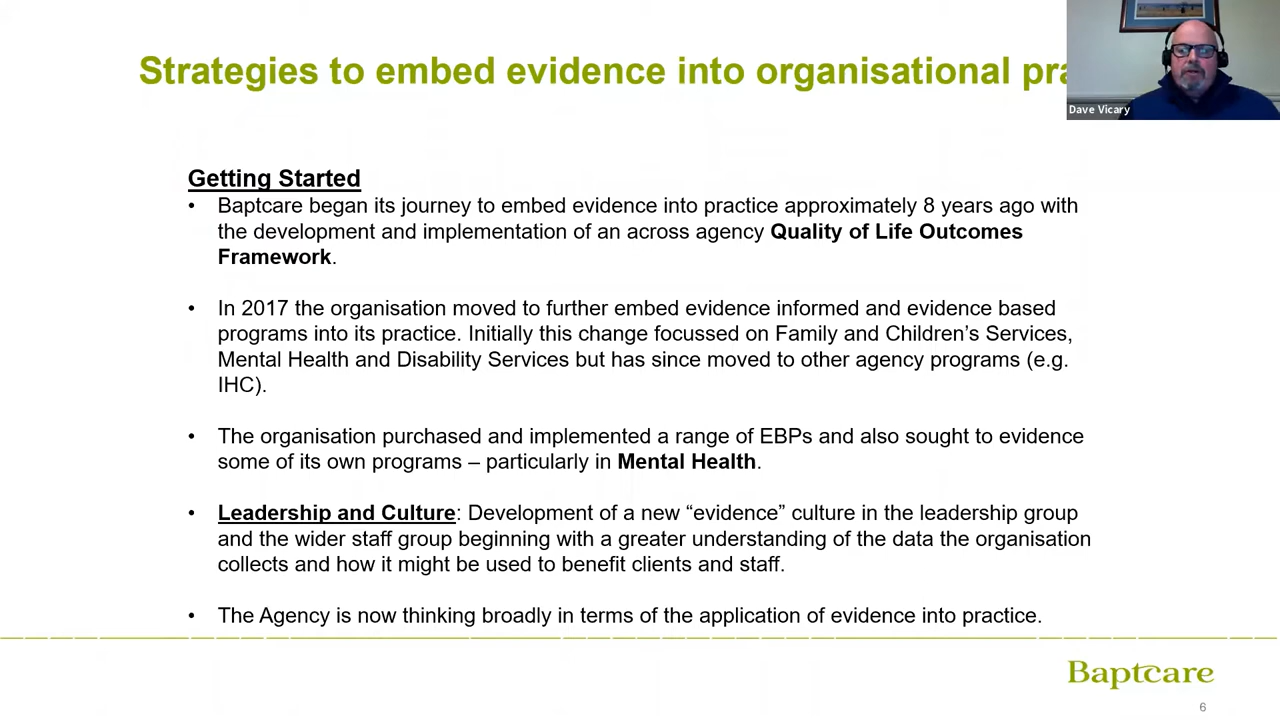 Strategies to embed evidence into organisational
Dave Vicary
Getting Started
• Baptcare began its journey to embed evidence into practice approximately 8 years ago with
the development and implementation of an across agency Quality of Life Outcomes
Framework.
• In 2017 the organisation moved to further embed evidence informed and evidence based
programs into its practice. Initially this change focussed on Family and Children’s Services,
Mental Health and Disability Services but has since moved to other agency programs (e.g.
IHC).
• The organisation purchased and implemented a range of EBPs and also sought to evidence
some of its own programs – particularly in Mental Health.
• Leadership and Culture: Development of a new “evidence” culture in the leadership group
and the wider staff group beginning with a greater understanding of the data the organisation
collects and how it might be used to benefit clients and staff.
• The Agency is now thinking broadly in terms of the application of evidence into practice.
Baptcare
6